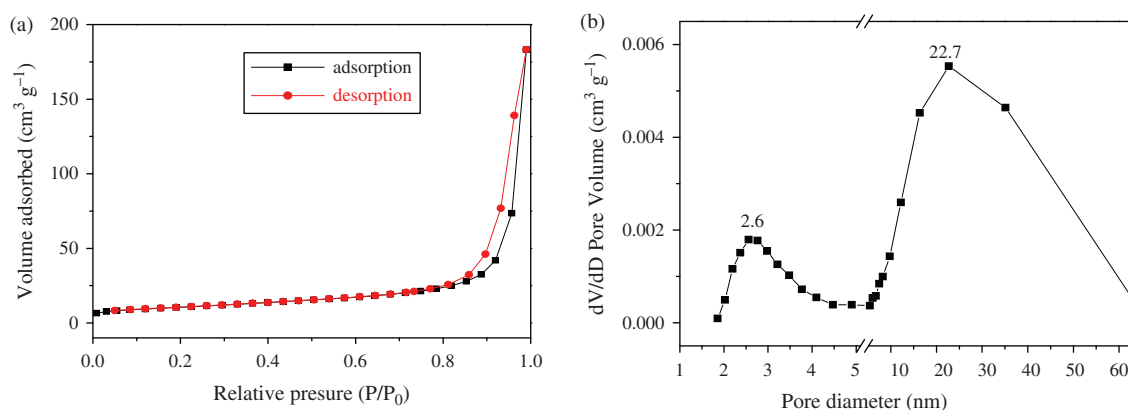 (a)
200
150
100
50
0
Volume adsorbed (cm³ g⁻¹)
adsorption
desorption
0.0 0.2 0.4 0.6 0.8 1.0
Relative presure (P/P₀)
(b)
0.006
0.004
0.002
0.000
dV/dD Pore Volume (cm³ g⁻¹)
2.6
22.7
1 2 3 4 5 10 20 30 40 50 60
Pore diameter (nm)